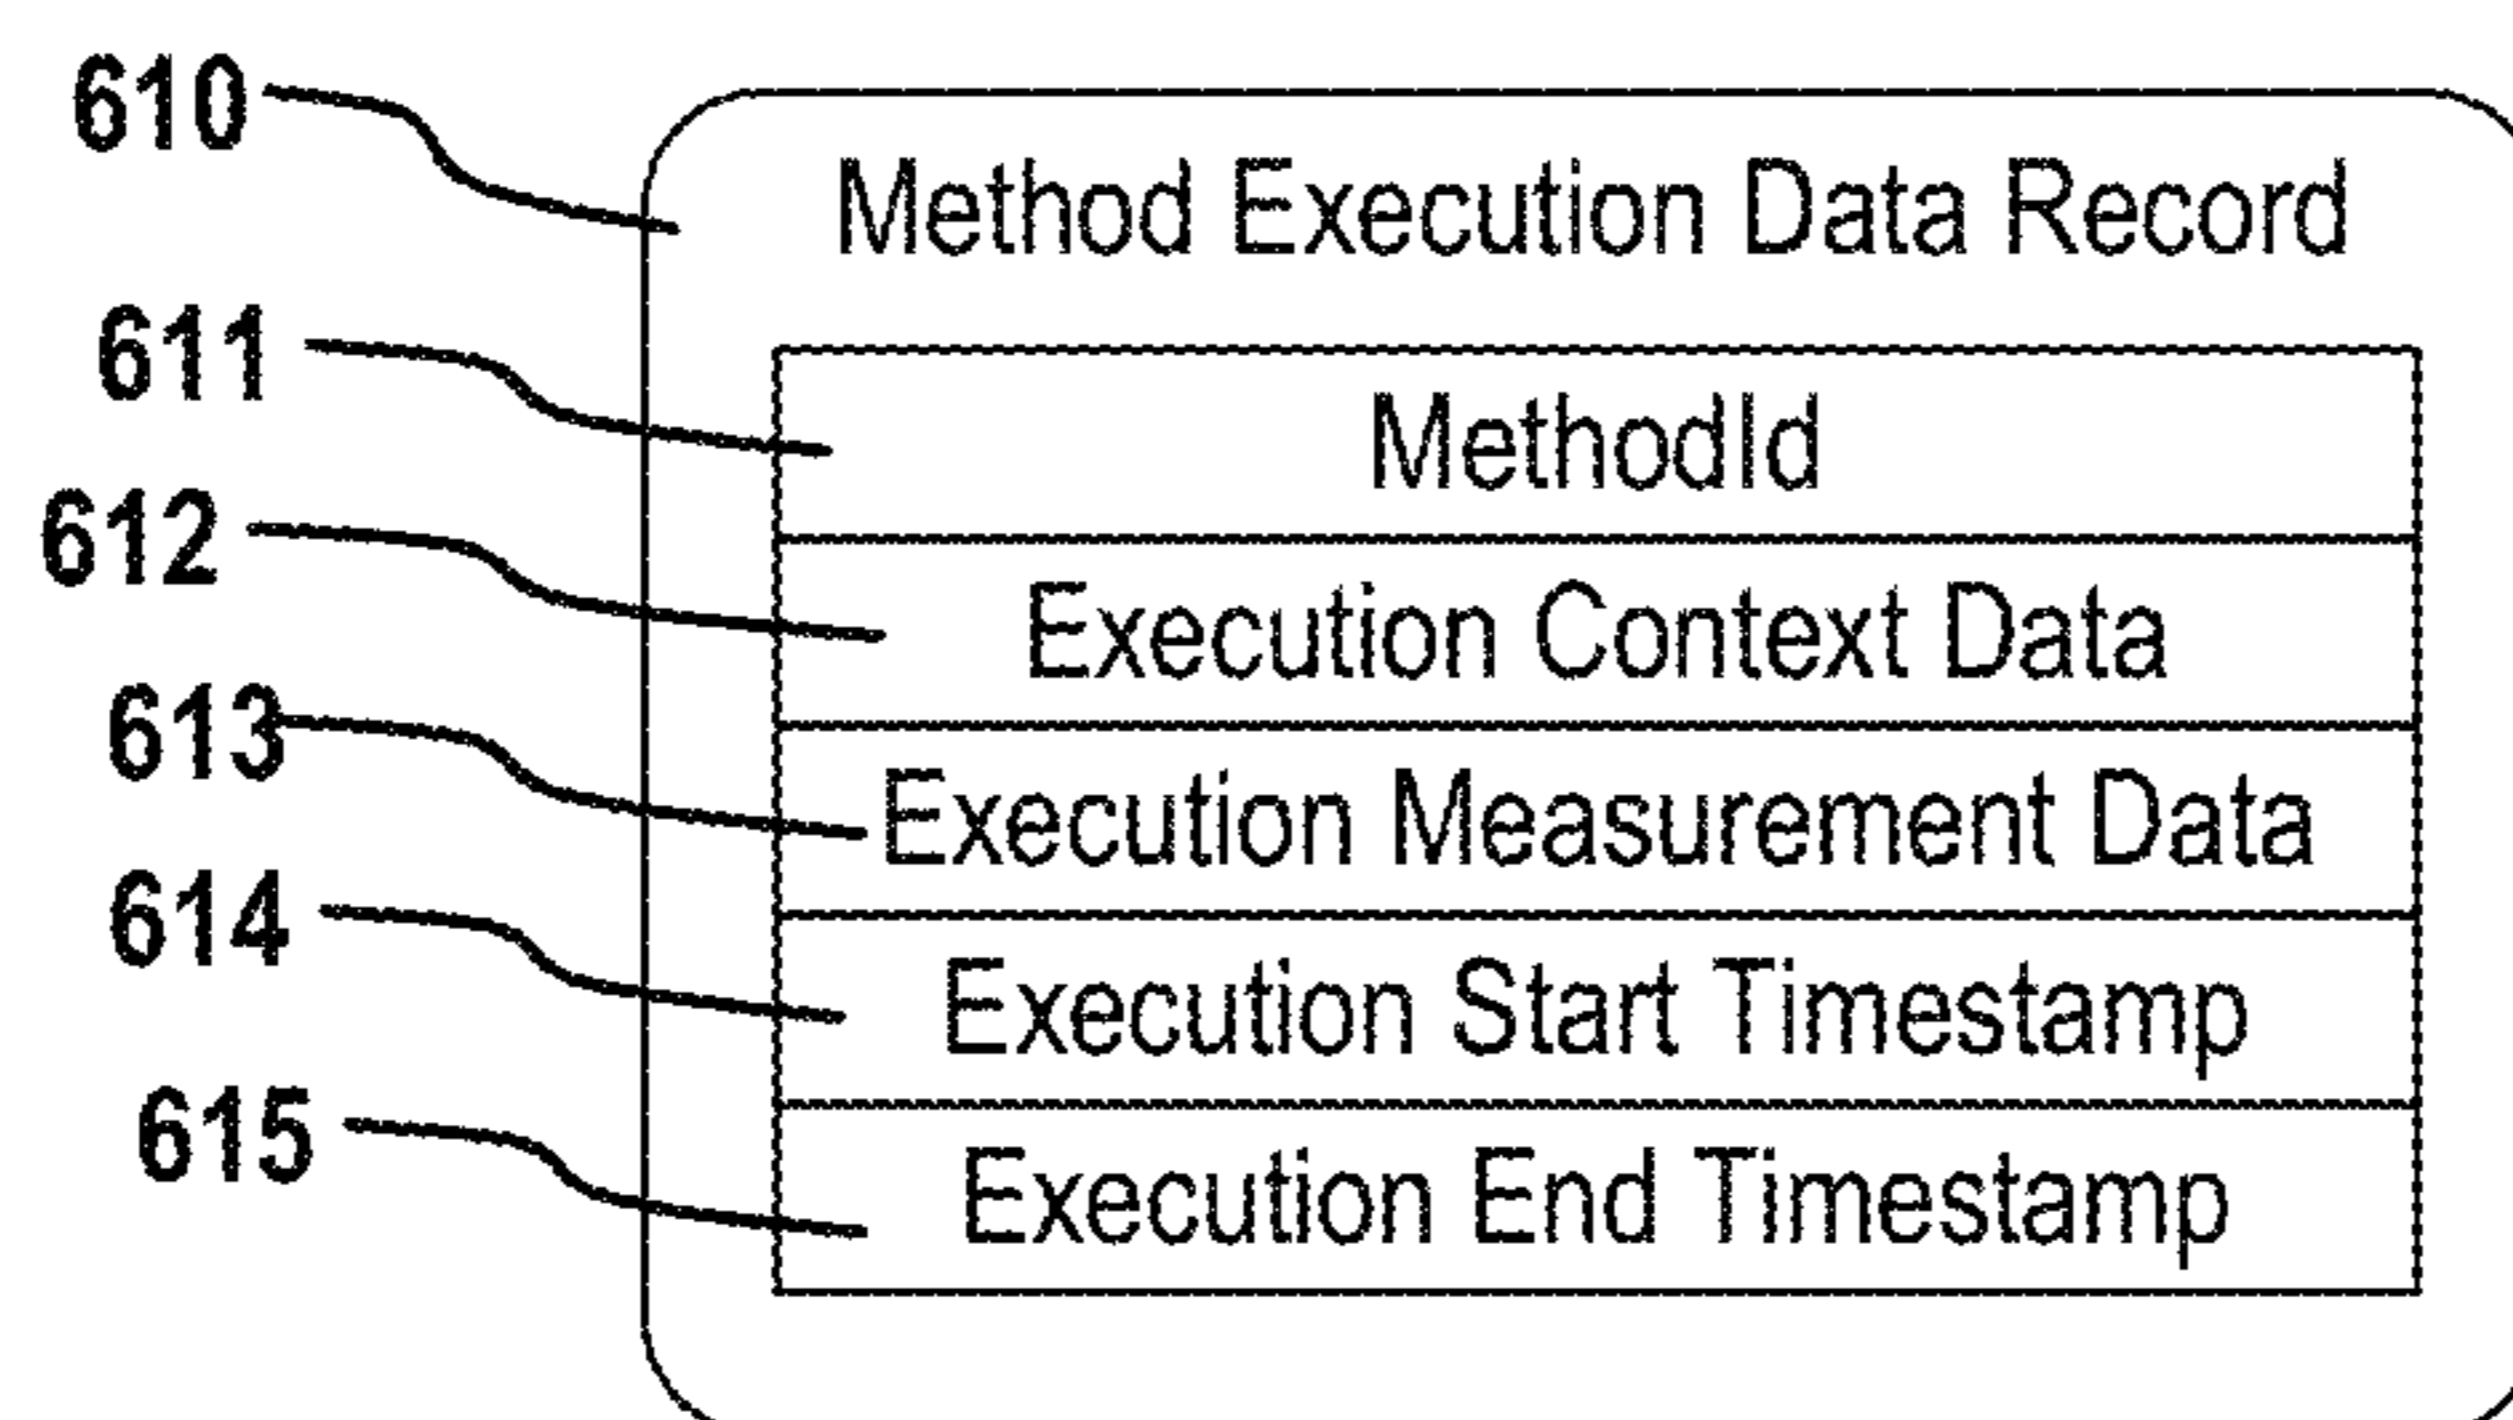 610
Method Execution Data Record
611
MethodId
612
Execution Context Data
613
Execution Measurement Data
614
Execution Start Timestamp
615
Execution End Timestamp